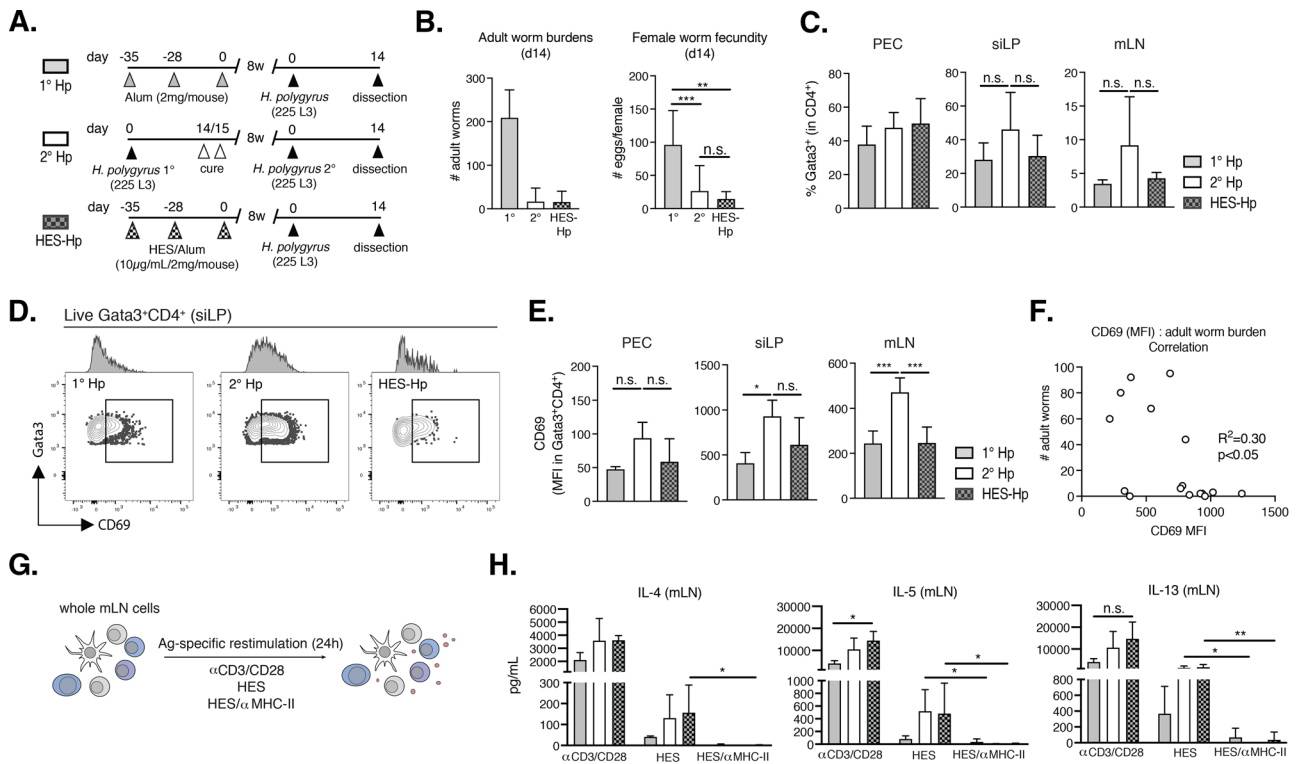 A.
day -35 -28 0 8w 0 14
1° Hp
Alum (2mg/mouse)
H. polygyrus
(225 L3)
dissection
day 0 14/15 8w 0 14
2° Hp
H. polygyrus 1°
(225 L3)
cure
H. polygyrus 2°
(225 L3)
dissection
day -35 -28 0 8w 0 14
HES-Hp
HES/Alum
(10µg/mL/2mg/mouse)
H. polygyrus
(225 L3)
dissection
B.
Adult worm burdens
(d14)
# adult worms
300
200
100
0
1° 2° HES-
Hp
Female worm fecundity
(d14)
# eggs/female
200
150
100
50
0
**
***
n.s.
1° 2° HES-
Hp
C.
PEC
% Gata3+ (in CD4+)
80
60
40
20
0
siLP
80
60
40
20
0
n.s. n.s.
mLN
20
15
10
5
0
n.s. n.s.
1° Hp
2° Hp
HES-Hp
D.
Live Gata3+CD4+ (siLP)
1° Hp
2° Hp
HES-Hp
Gata3
CD69
E.
CD69
(MFI in Gata3+CD4+)
PEC
200
150
100
50
0
n.s. n.s.
siLP
1500
1000
500
0
* n.s.
mLN
600
400
200
0
*** ***
1° Hp
2° Hp
HES-Hp
F.
CD69 (MFI) : adult worm burden
Correlation
# adult worms
100
80
60
40
20
0
R2=0.30
p<0.05
0 500 1000 1500
CD69 MFI
G.
whole mLN cells
Ag-specific restimulation (24h)
αCD3/CD28
HES
HES/α MHC-II
H.
IL-4 (mLN)
pg/mL
6000
5000
4000
3000
2000
300
200
100
0
*
αCD3/CD28 HES HES/αMHC-II
IL-5 (mLN)
30000
20000
10000
1000
800
600
400
200
0
*
*
*
αCD3/CD28 HES HES/αMHC-II
IL-13 (mLN)
30000
20000
10000
800
600
400
200
0
n.s.
**
*
αCD3/CD28 HES HES/αMHC-II